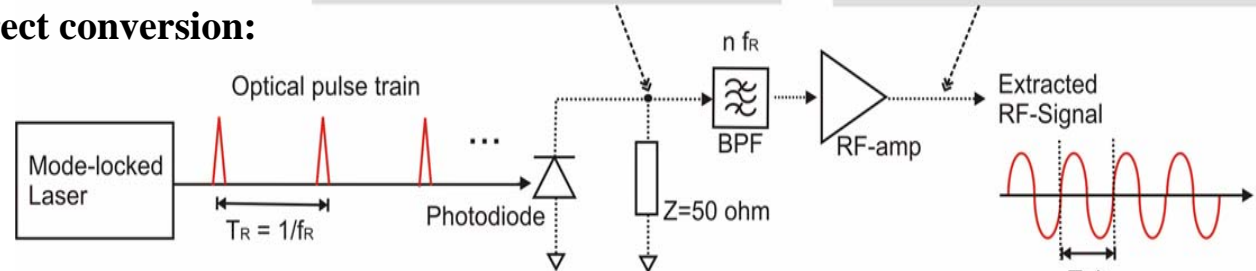 rect conversion:
n fR
Optical pulse train
Extracted
RF-Signal
...
BPF
RF-amp
Mode-locked
Laser
Photodiode
Z=50 ohm
TR = 1/fR